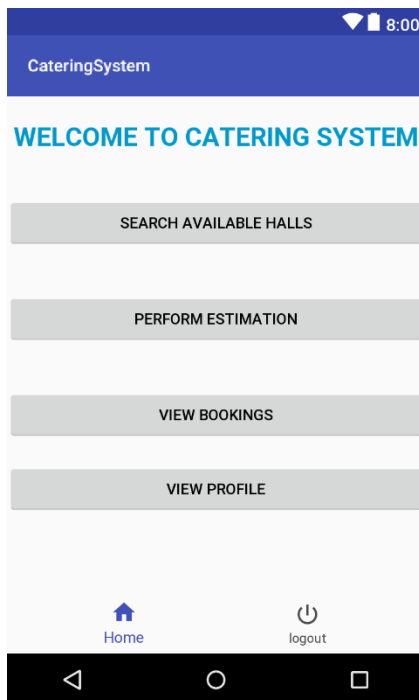 8:00
CateringSystem
WELCOME TO CATERING SYSTEM
SEARCH AVAILABLE HALLS
PERFORM ESTIMATION
VIEW BOOKINGS
VIEW PROFILE
Home
logout